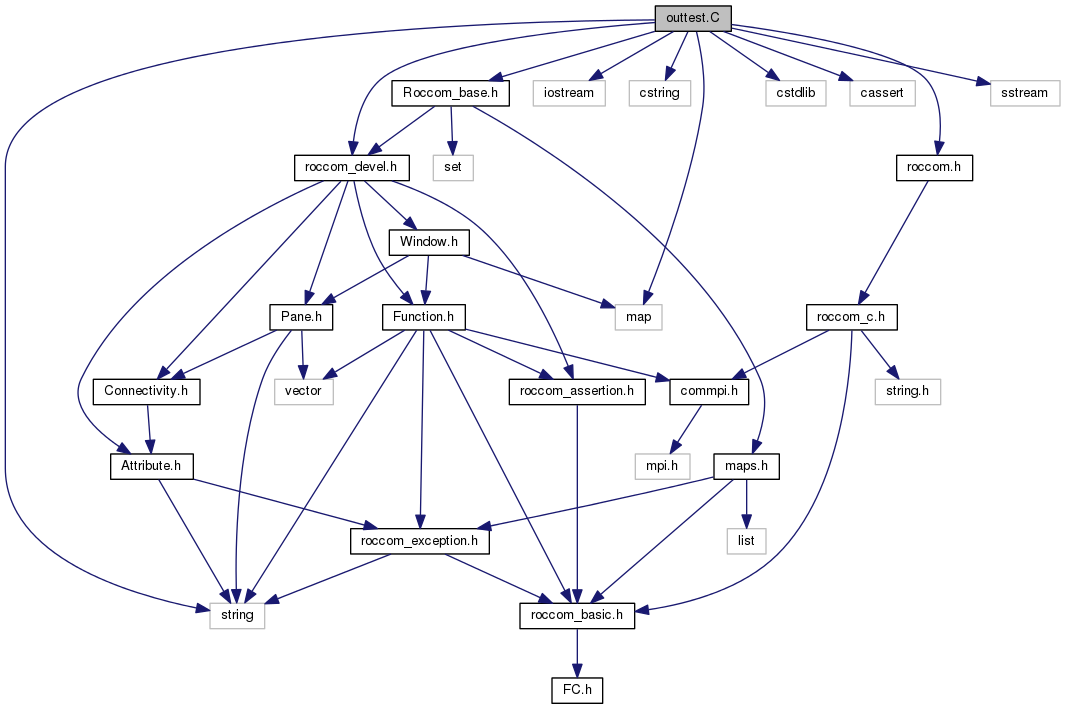 outtest.C
Roccom_base.h
iostream
cstring
cstdlib
cassert
sstream
roccom_devel.h
set
roccom.h
Window.h
Pane.h
Function.h
map
roccom_c.h
Connectivity.h
vector
roccom_assertion.h
commpi.h
string.h
Attribute.h
mpi.h
maps.h
roccom_exception.h
list
string
roccom_basic.h
FC.h